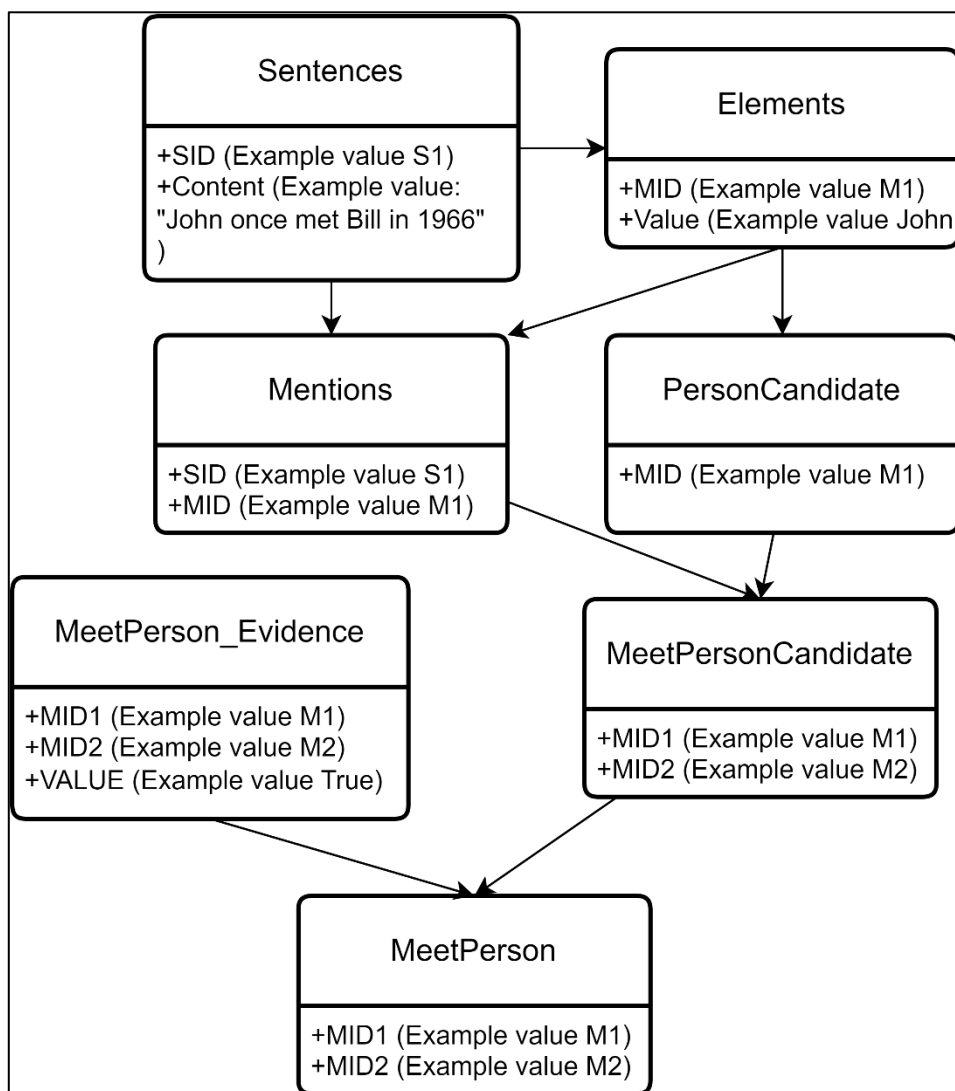 Sentences
+SID (Example value S1)
+Content (Example value:
"John once met Bill in 1966"
)
Elements
+MID (Example value M1)
+Value (Example value John
Mentions
+SID (Example value S1)
+MID (Example value M1)
PersonCandidate
+MID (Example value M1)
MeetPerson_Evidence
+MID1 (Example value M1)
+MID2 (Example value M2)
+VALUE (Example value True)
MeetPersonCandidate
+MID1 (Example value M1)
+MID2 (Example value M2)
MeetPerson
+MID1 (Example value M1)
+MID2 (Example value M2)